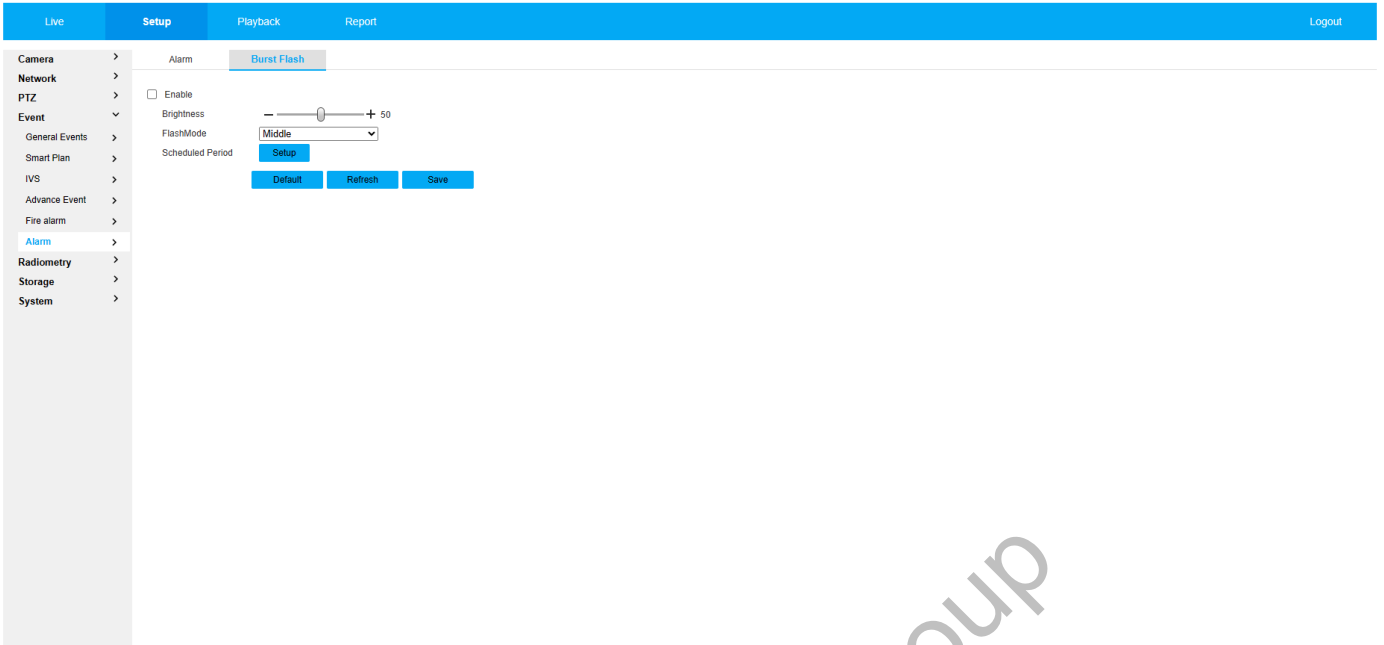 Live Setup Playback Report Logout
Camera
Network
PTZ
Event
General Events
Smart Plan
IVS
Advance Event
Fire alarm
Alarm
Radiometry
Storage
System
Alarm Burst Flash
Enable
Brightness 50
FlashMode Middle
Scheduled Period Setup
Default Refresh Save